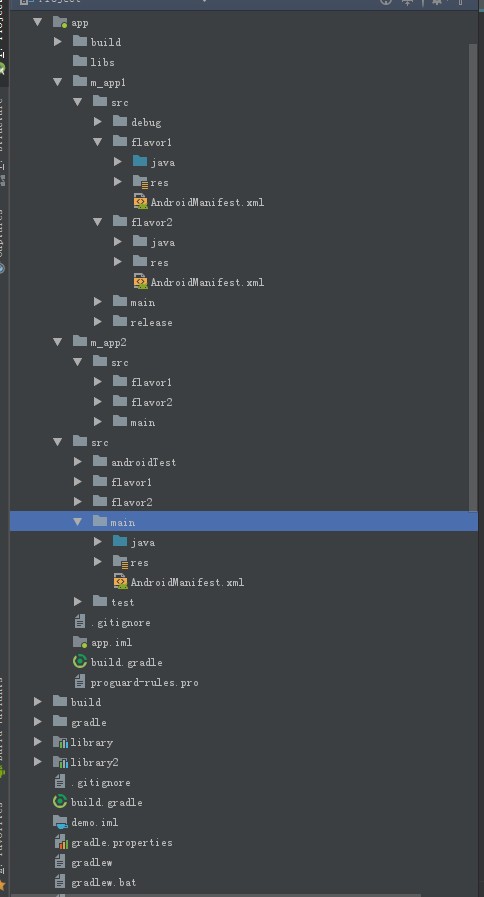 app
build
libs
m_app1
src
debug
flavor1
java
res
AndroidManifest.xml
flavor2
java
res
AndroidManifest.xml
main
release
m_app2
src
flavor1
flavor2
main
src
androidTest
flavor1
flavor2
main
java
res
AndroidManifest.xml
test
.gitignore
app.iml
build.gradle
proguard-rules.pro
build
gradle
library
library2
.gitignore
build.gradle
demo.iml
gradle.properties
gradlew
gradlew.bat